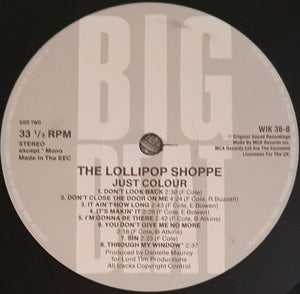 BIG
BEAT
SIDE TWO
33 1/3 RPM
STEREO
except * Mono
Made In The EEC
WIK 36-B
℗ Original Sound Recordings
Made By MCA Records Inc.
MCA Records Ltd Are The Exclusive
Licensees For The UK.
THE LOLLIPOP SHOPPE
JUST COLOUR
1. DON'T LOOK BACK 2:30 (F Cole)
2. DON'T CLOSE THE DOOR ON ME 4:24 (F Cole, R Buzzell)
3. IT AIN'T HOW LONG 2:43 (F Cole, E Bowen)
4. IT'S MAKIN' IT 2:28 (F Cole, E Bowen)
5. I'M GONNA BE THERE 2:42 (F Cole, B Atkins)
6. YOU DON'T GIVE ME NO MORE
(F Cole, E Bowen, B Atkins)
7. SIN 2:23 (F Cole)
8. THROUGH MY WINDOW* 2:37
Produced by Danielle Mauroy
For Lord Tim Productions
All tracks Copyright Control